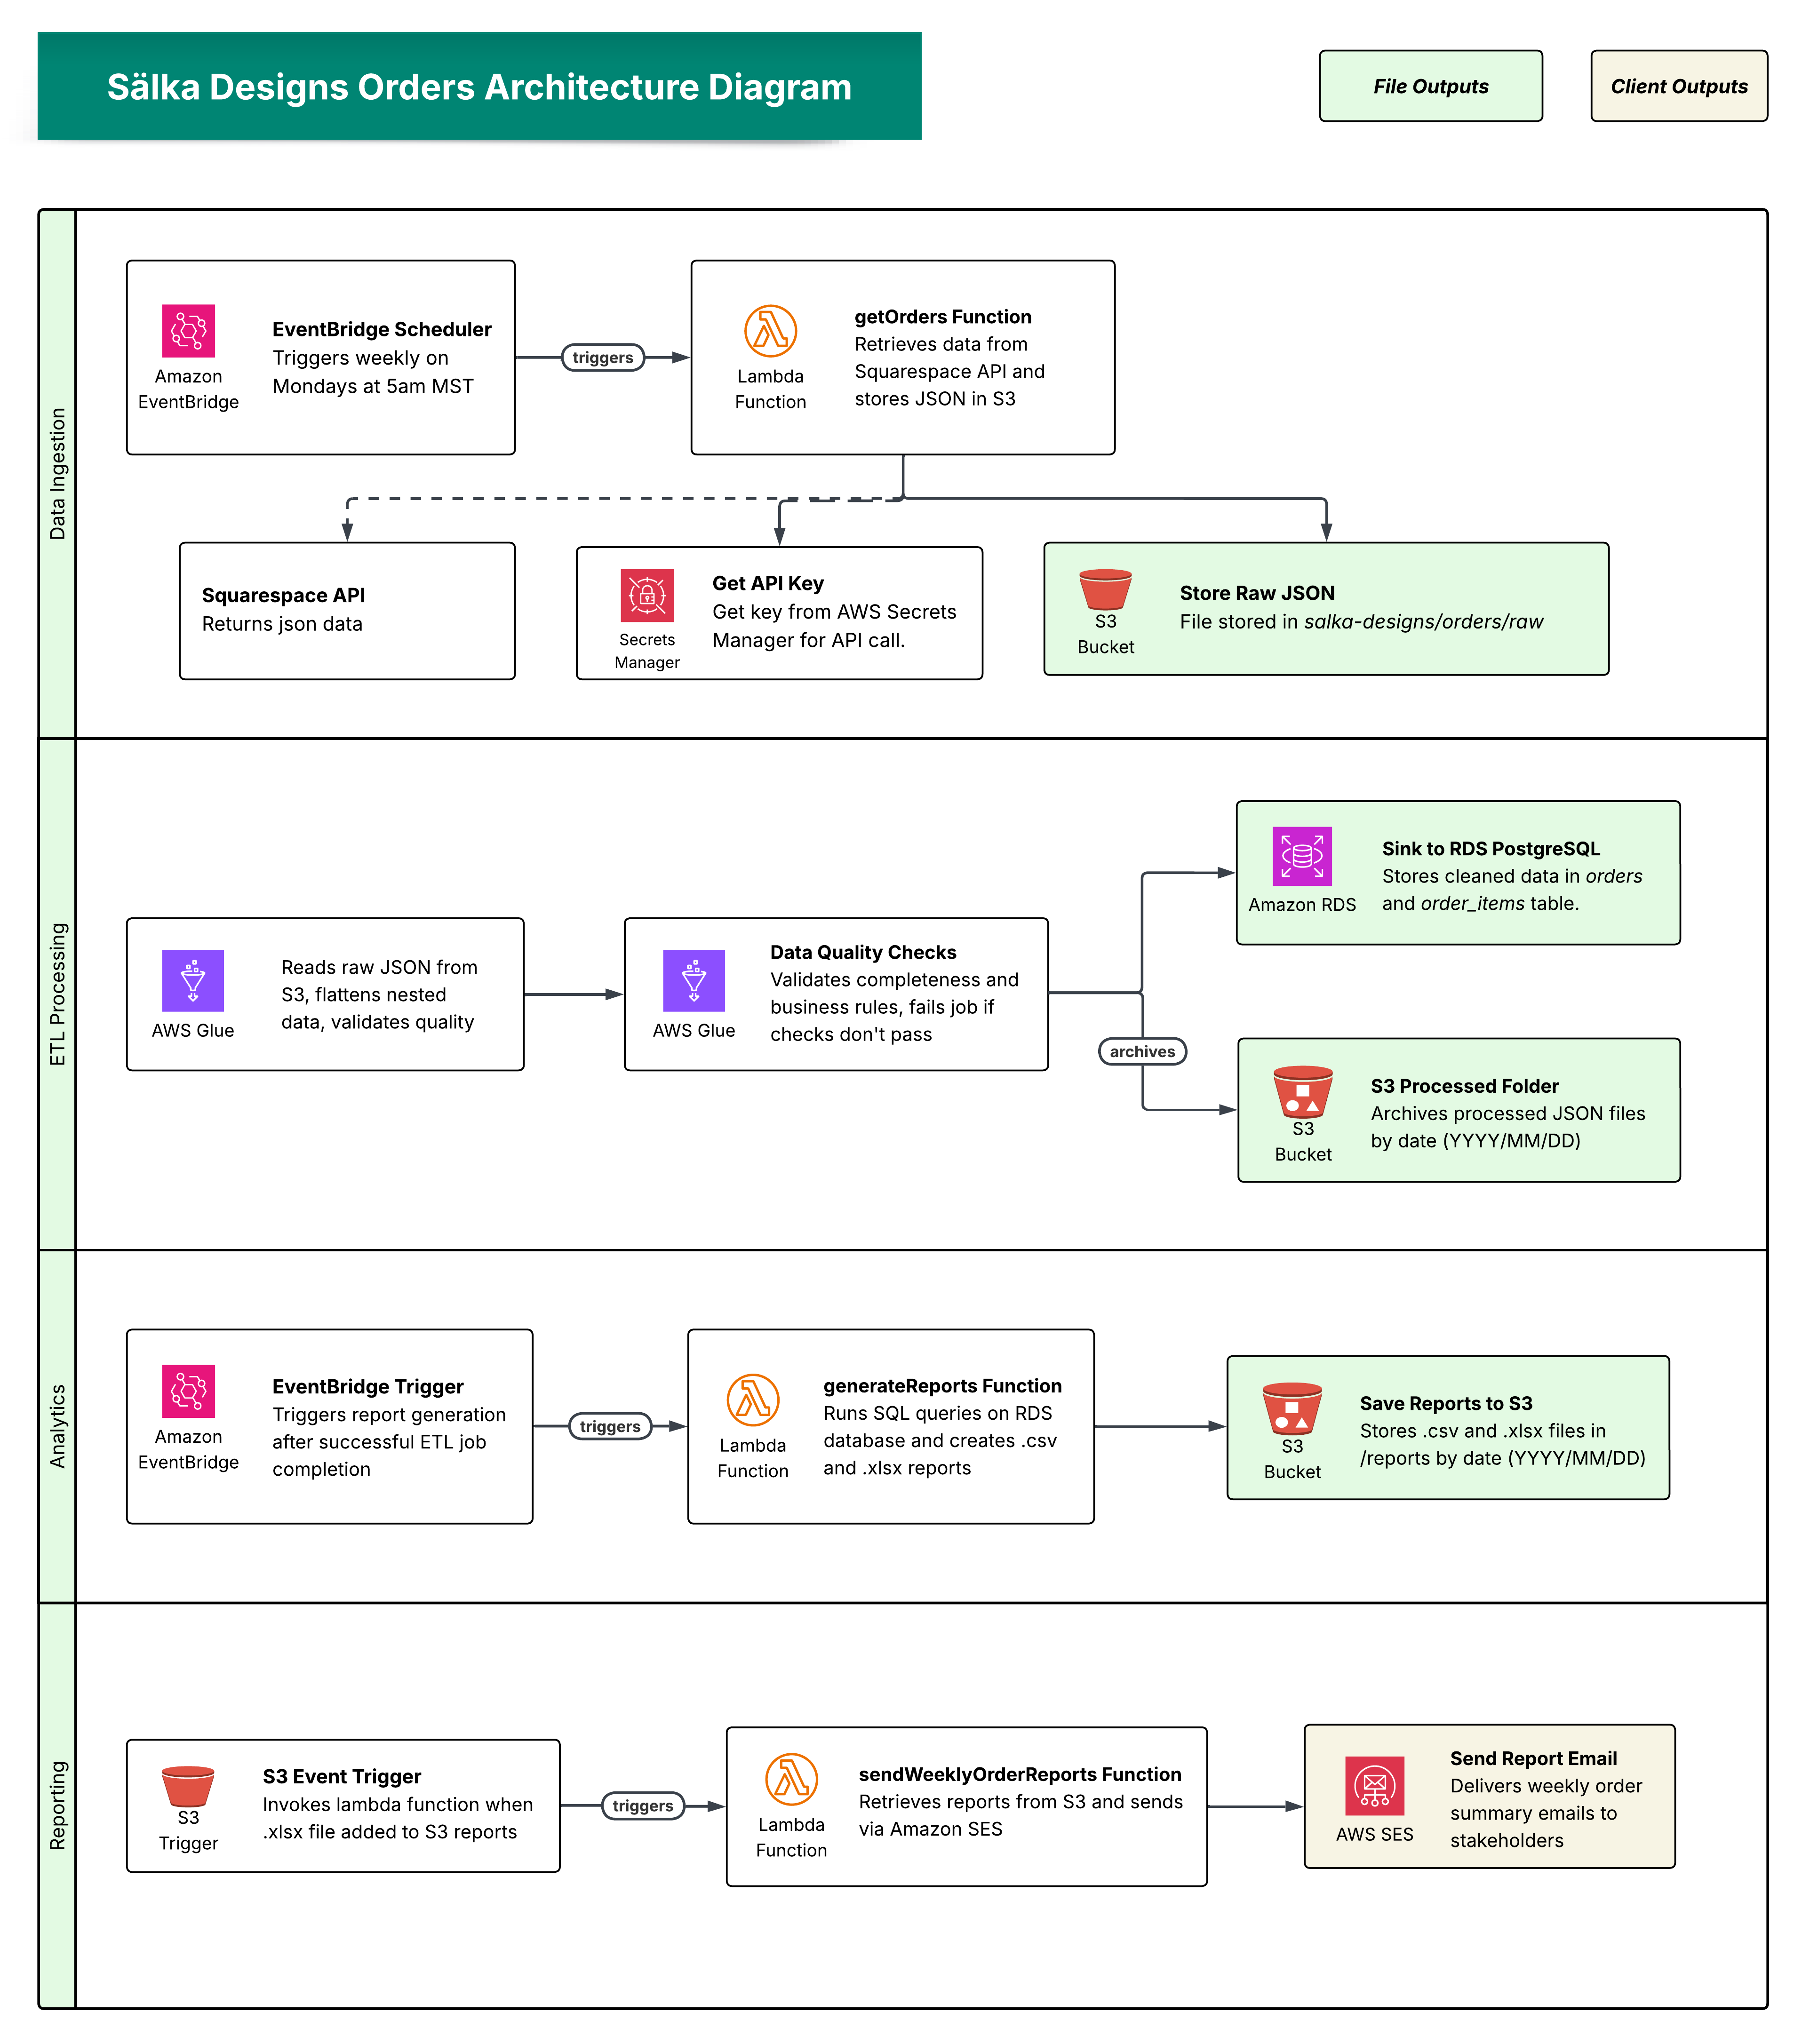 Sälka Designs Orders Architecture Diagram
File Outputs
Client Outputs
Data Ingestion
Amazon
EventBridge
EventBridge Scheduler
Triggers weekly on
Mondays at 5am MST
triggers
Lambda
Function
getOrders Function
Retrieves data from
Squarespace API and
stores JSON in S3
Squarespace API
Returns json data
Secrets
Manager
Get API Key
Get key from AWS Secrets
Manager for API call.
S3
Bucket
Store Raw JSON
File stored in salka-designs/orders/raw
ETL Processing
AWS Glue
Reads raw JSON from
S3, flattens nested
data, validates quality
AWS Glue
Data Quality Checks
Validates completeness and
business rules, fails job if
checks don't pass
Amazon RDS
Sink to RDS PostgreSQL
Stores cleaned data in orders
and order_items table.
archives
S3
Bucket
S3 Processed Folder
Archives processed JSON files
by date (YYYY/MM/DD)
Analytics
Amazon
EventBridge
EventBridge Trigger
Triggers report generation
after successful ETL job
completion
triggers
Lambda
Function
generateReports Function
Runs SQL queries on RDS
database and creates .csv
and .xlsx reports
S3
Bucket
Save Reports to S3
Stores .csv and .xlsx files in
/reports by date (YYYY/MM/DD)
Reporting
S3
Trigger
S3 Event Trigger
Invokes lambda function when
.xlsx file added to S3 reports
triggers
Lambda
Function
sendWeeklyOrderReports Function
Retrieves reports from S3 and sends
via Amazon SES
AWS SES
Send Report Email
Delivers weekly order
summary emails to
stakeholders